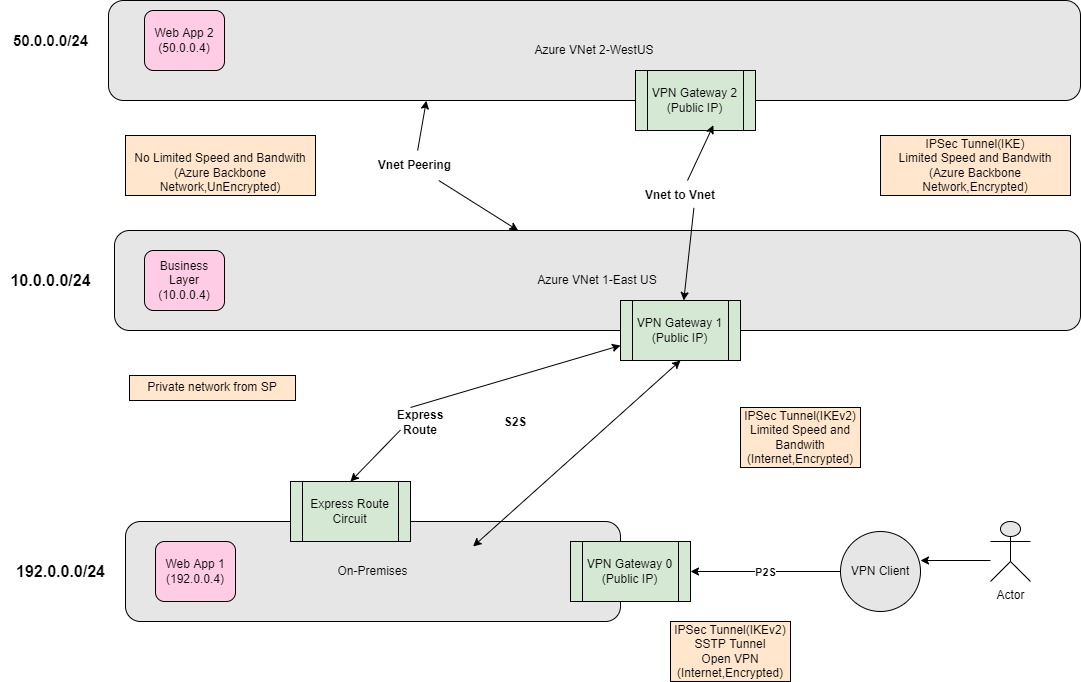 50.0.0.0/24
Web App 2
(50.0.0.4)
Azure VNet 2-WestUS
VPN Gateway 2
(Public IP)
No Limited Speed and Bandwith
(Azure Backbone
Network,UnEncrypted)
Vnet Peering
Vnet to Vnet
IPSec Tunnel(IKE)
Limited Speed and Bandwith
(Azure Backbone
Network,Encrypted)
10.0.0.0/24
Business
Layer
(10.0.0.4)
Azure VNet 1-East US
VPN Gateway 1
(Public IP)
Private network from SP
Express
Route
S2S
IPSec Tunnel(IKEv2)
Limited Speed and
Bandwith
(Internet,Encrypted)
Express Route
Circuit
192.0.0.0/24
Web App 1
(192.0.0.4)
On-Premises
VPN Gateway 0
(Public IP)
P2S
VPN Client
Actor
IPSec Tunnel(IKEv2)
SSTP Tunnel
Open VPN
(Internet,Encrypted)